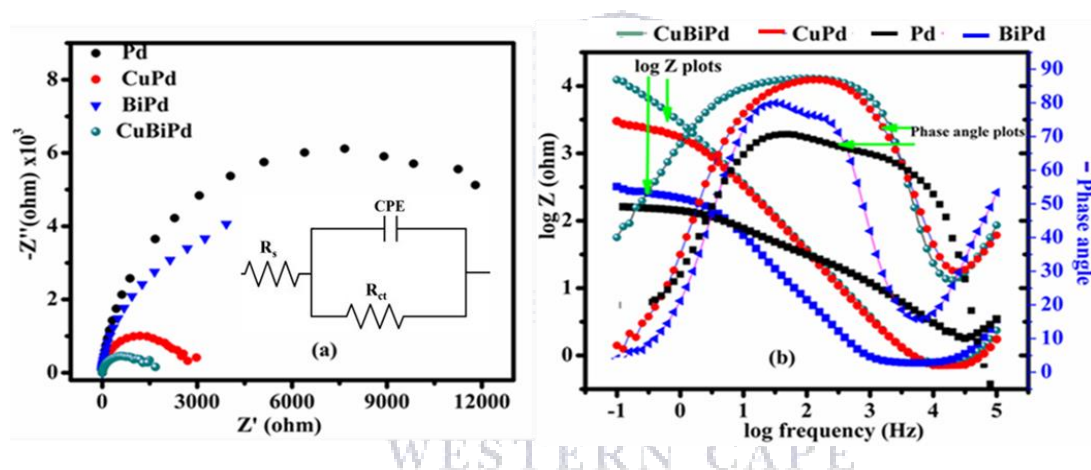 Pd
CuPd
BiPd
CuBiPd
-Z''(ohm) x10³
8
6
4
2
0
0 3000 6000 9000 12000
Z' (ohm)
CPE
Rs
Rct
(a)
CuBiPd CuPd Pd BiPd
log Z plots
Phase angle plots
log Z (ohm)
4
3
2
1
0
-1 0 1 2 3 4 5
log frequency (Hz)
(b)
90
80
70
60
50
40
30
20
10
0
Phase angle
WESTERN CAPE